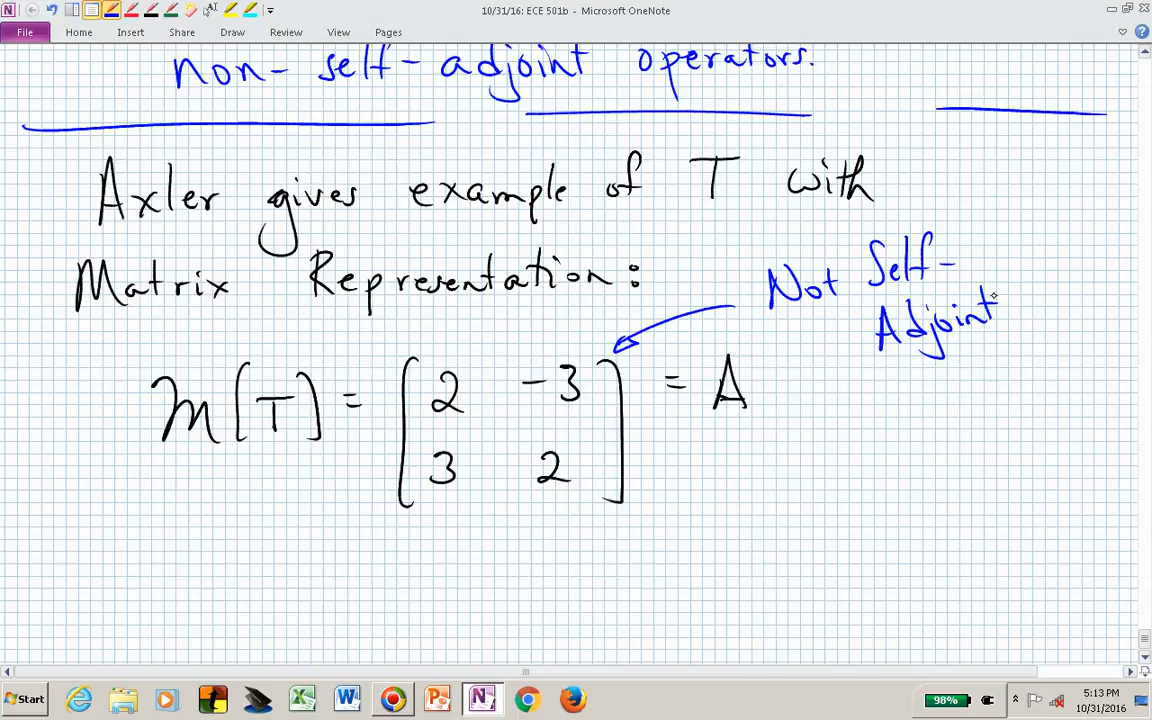 10/31/16: ECE 501b - Microsoft OneNote
File Home Insert Share Draw Review View Pages
non-self-adjoint operators.
Axler gives example of T with
Matrix Representation:
Not Self-
Adjoint
M[T] = [2 -3
3 2] = A
Start
98%
5:13 PM
10/31/2016